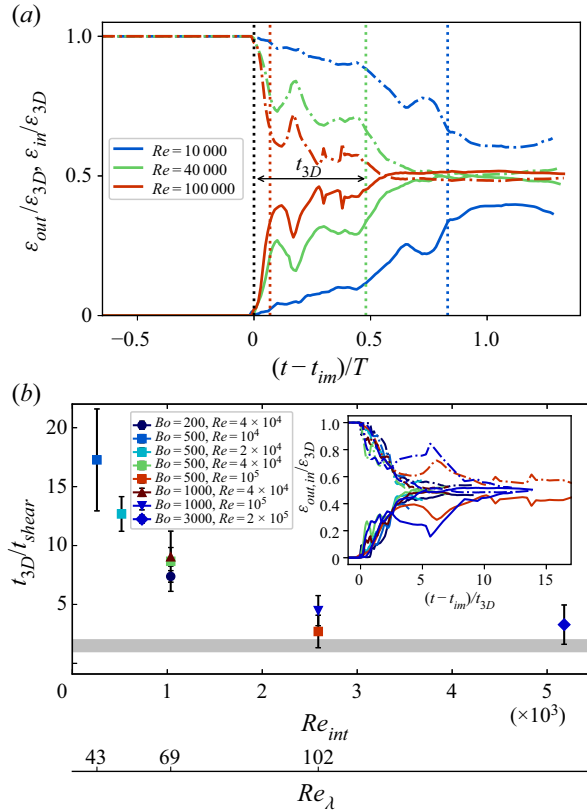 (a)
1.0
0.5
0
ε_out/ε_3D, ε_in/ε_3D
Re = 10 000
Re = 40 000
Re = 100 000
t_3D
−0.5 0 0.5 1.0
(t − t_im)/T
(b)
20
15
10
5
0
t_3D/t_shear
Bo = 200, Re = 4 × 10^4
Bo = 500, Re = 10^4
Bo = 500, Re = 2 × 10^4
Bo = 500, Re = 4 × 10^4
Bo = 500, Re = 10^5
Bo = 1000, Re = 4 × 10^4
Bo = 1000, Re = 10^5
Bo = 3000, Re = 2 × 10^5
1.0
0.8
0.6
0.4
0.2
0
ε_out,in/ε_3D
0 5 10 15
(t − t_im)/t_3D
1 2 3 4 5
(×10^3)
Re_int
43 69 102
Re_λ